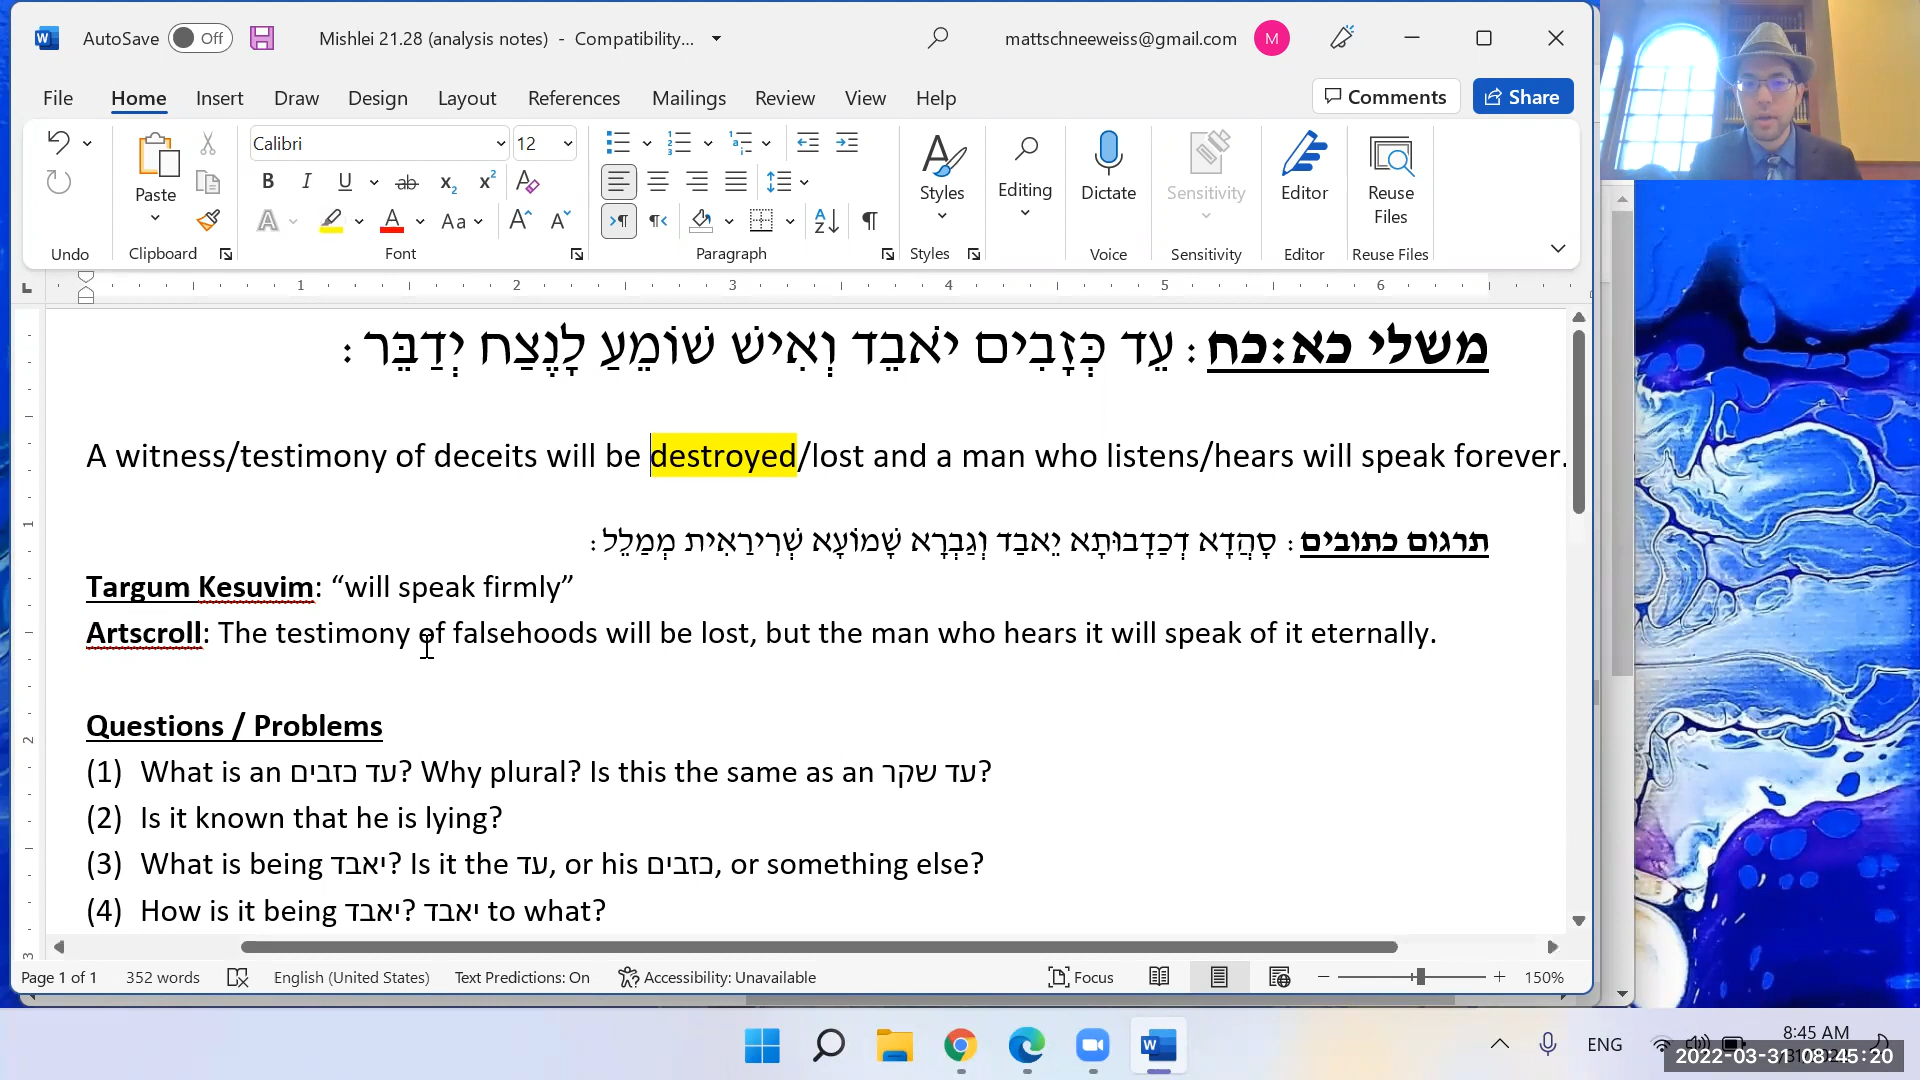 AutoSave Off Mishlei 21.28 (analysis notes) - Compatibility... mattschneeweiss@gmail.com M
File Home Insert Draw Design Layout References Mailings Review View Help Comments Share
Calibri 12
Paste Styles Editing Dictate Sensitivity Editor Reuse Files
Undo Clipboard Font Paragraph Styles Voice Sensitivity Editor Reuse Files
1 2 3 4 5 6
משלי כא:כח: עֵד כְּזָבִים יֹאבֵד וְאִישׁ שׁוֹמֵעַ לָנֶצַח יְדַבֵּר:
A witness/testimony of deceits will be destroyed/lost and a man who listens/hears will speak forever.
תרגום כתובים: סָהֲדָא דְכַדָבוּתָא יֵאבַד וְגַבְרָא שָׁמוֹעָא שְׁרִירָאִית מְמַלֵל:
Targum Kesuvim: “will speak firmly”
Artscroll: The testimony of falsehoods will be lost, but the man who hears it will speak of it eternally.
Questions / Problems
(1) What is an עד כזבים? Why plural? Is this the same as an עד שקר?
(2) Is it known that he is lying?
(3) What is being יאבד? Is it the עד, or his כזבים, or something else?
(4) How is it being יאבד? יאבד to what?
Page 1 of 1 352 words English (United States) Text Predictions: On Accessibility: Unavailable Focus 150%
ENG 8:45 AM
2022-03-31 08:45:20